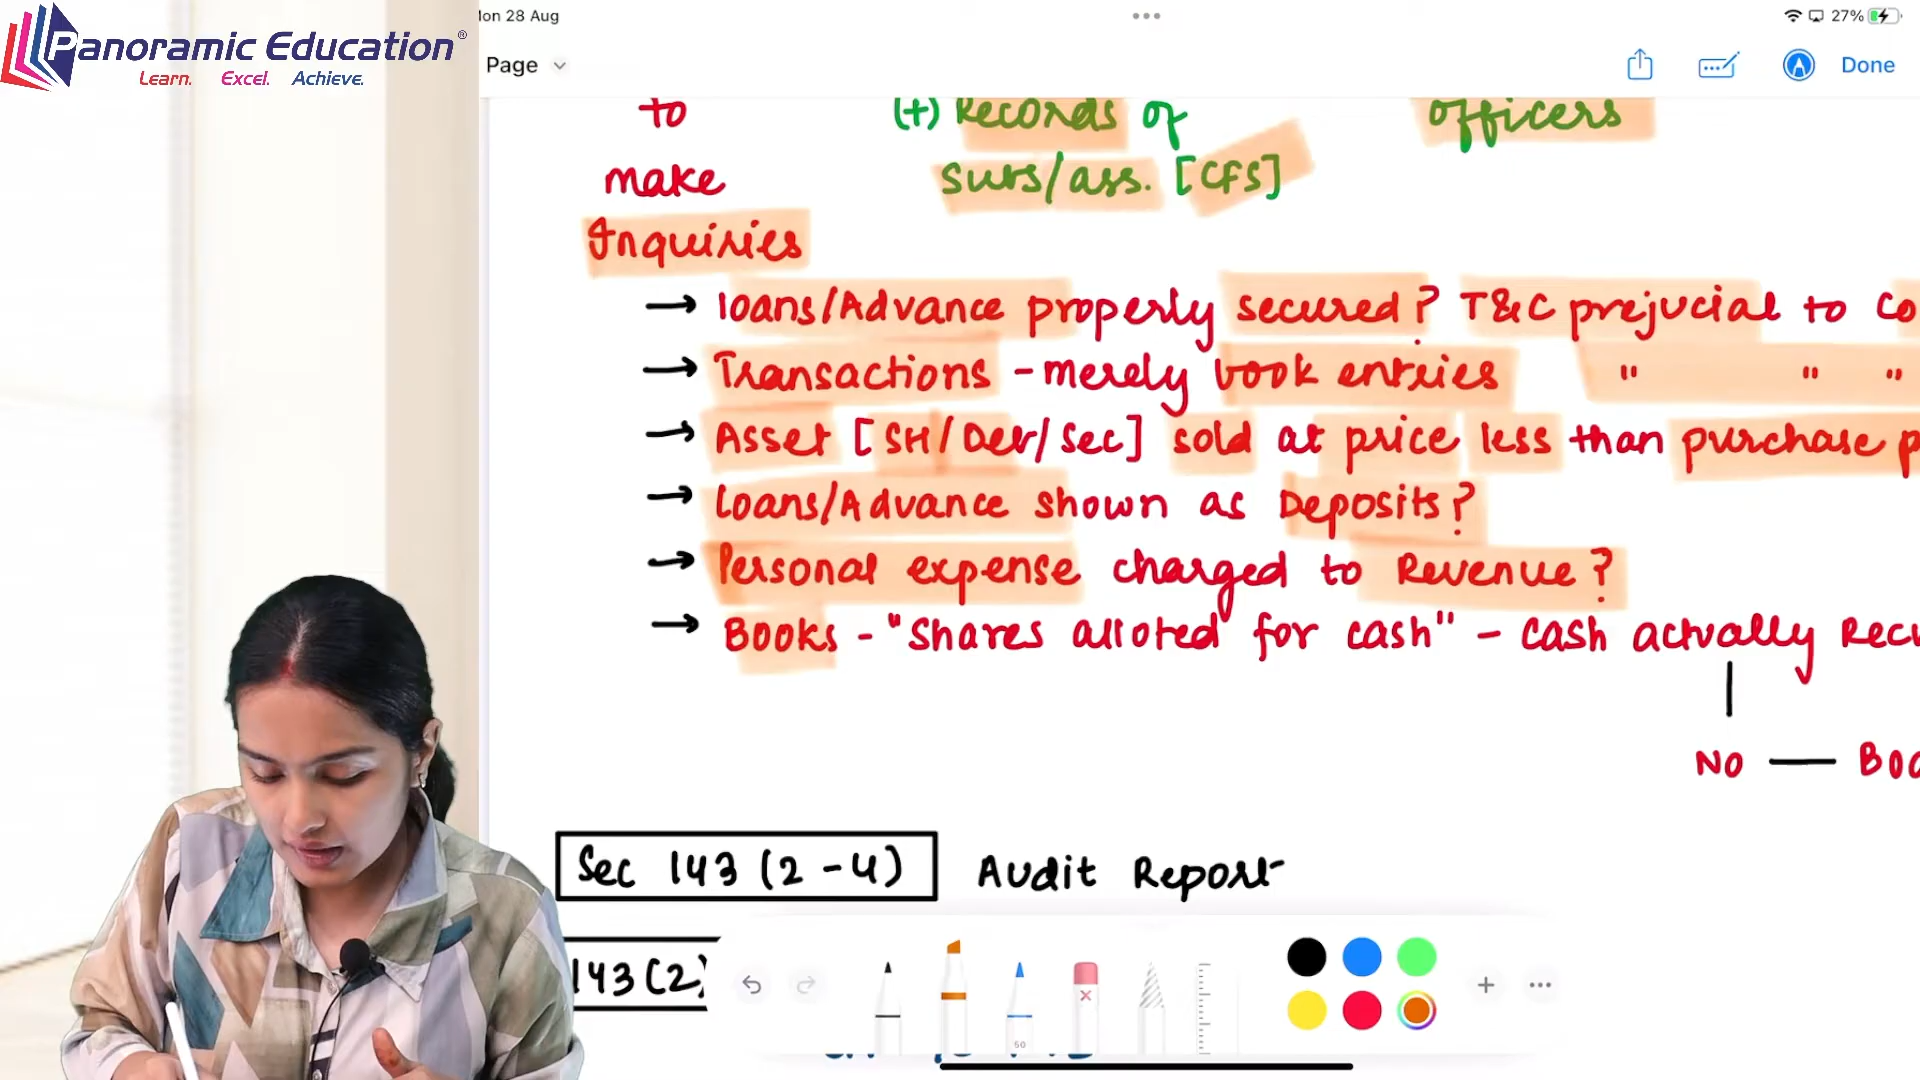 Panoramic Education®
Learn. Excel. Achieve.
Mon 28 Aug
27%
Page
Done
to (+) Records of officers
make Subs/ass. [CFS]
Inquiries
→ loans/Advance properly secured? T&C prejucial to Co
→ Transactions - merely book entries " " "
→ Asset [SH/Deb/Sec] sold at price less than purchase p
→ Loans/Advance shown as Deposits?
→ Personal expense charged to Revenue?
→ Books - "Shares alloted for cash" - cash actually
NO —
Sec 143 (2-4) Audit Report
143(2)
50